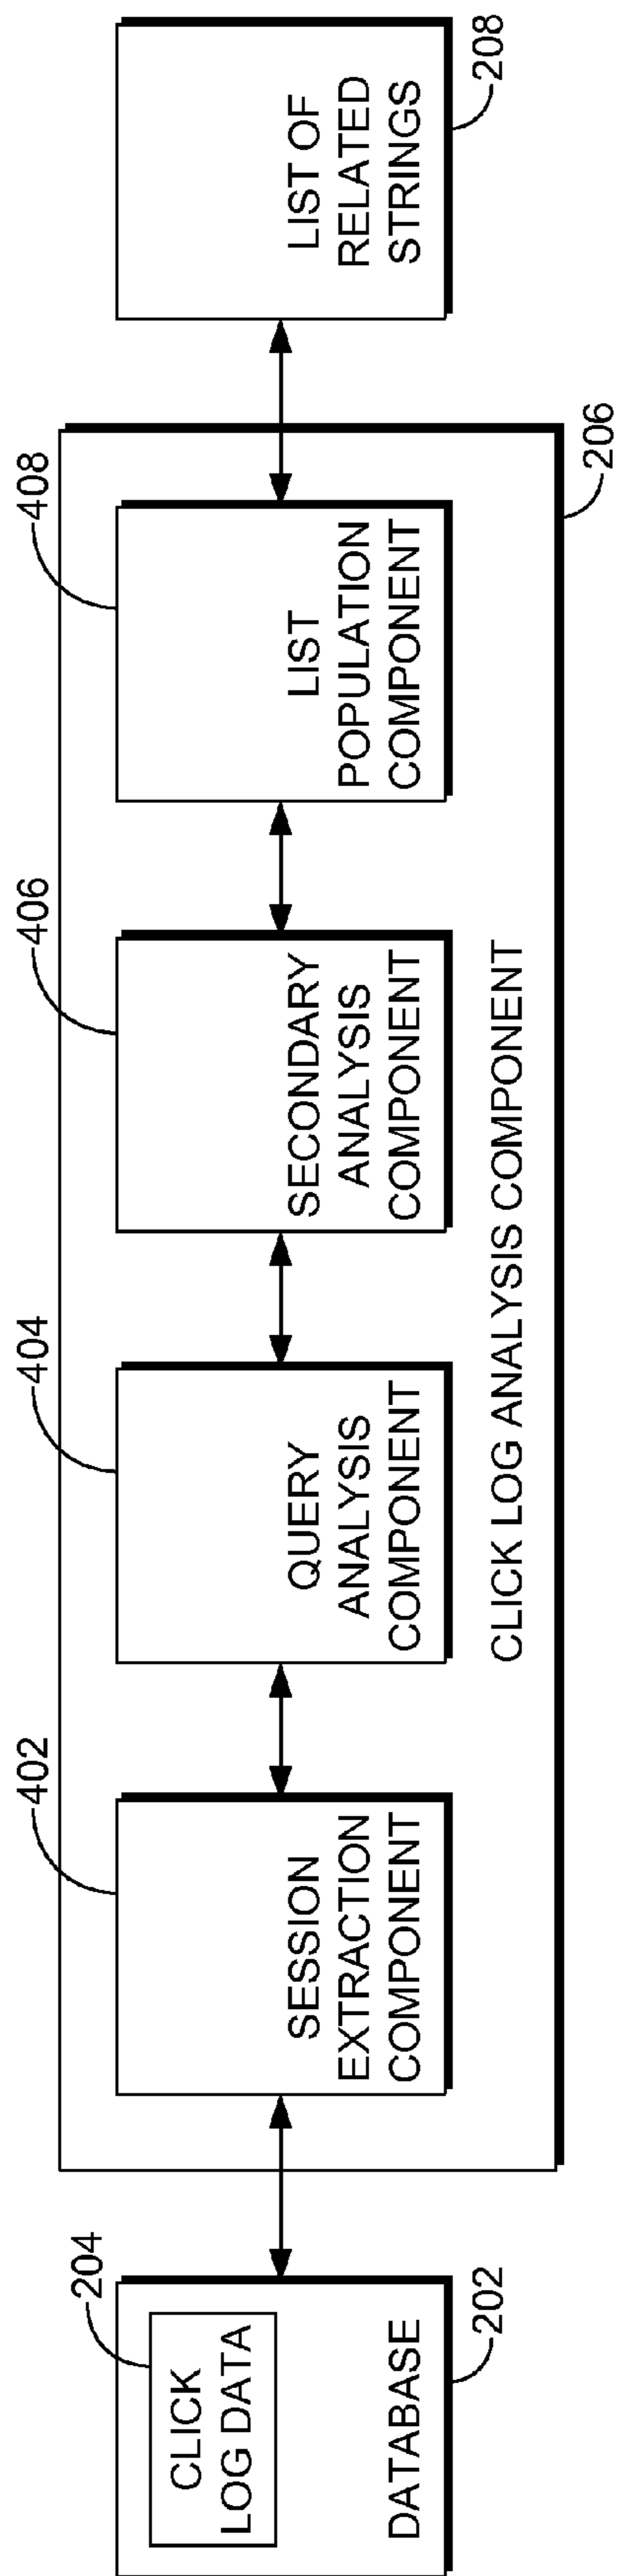 204
CLICK
LOG DATA
DATABASE
202
402
SESSION
EXTRACTION
COMPONENT
404
QUERY
ANALYSIS
COMPONENT
406
SECONDARY
ANALYSIS
COMPONENT
408
LIST
POPULATION
COMPONENT
CLICK LOG ANALYSIS COMPONENT
206
LIST OF
RELATED
STRINGS
208